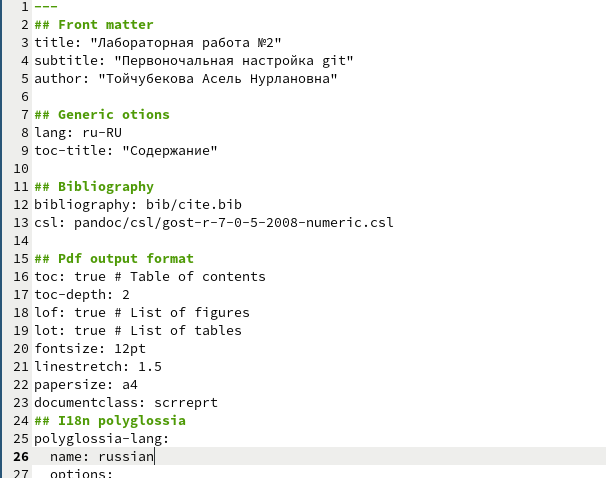 1 ---
2 ## Front matter
3 title: "Лабораторная работа №2"
4 subtitle: "Первоночальная настройка git"
5 author: "Тойчубекова Асель Нурлановна"
6
7 ## Generic otions
8 lang: ru-RU
9 toc-title: "Содержание"
10
11 ## Bibliography
12 bibliography: bib/cite.bib
13 csl: pandoc/csl/gost-r-7-0-5-2008-numeric.csl
14
15 ## Pdf output format
16 toc: true # Table of contents
17 toc-depth: 2
18 lof: true # List of figures
19 lot: true # List of tables
20 fontsize: 12pt
21 linestretch: 1.5
22 papersize: a4
23 documentclass: scrreprt
24 ## I18n polyglossia
25 polyglossia-lang:
26   name: russian
27   options: